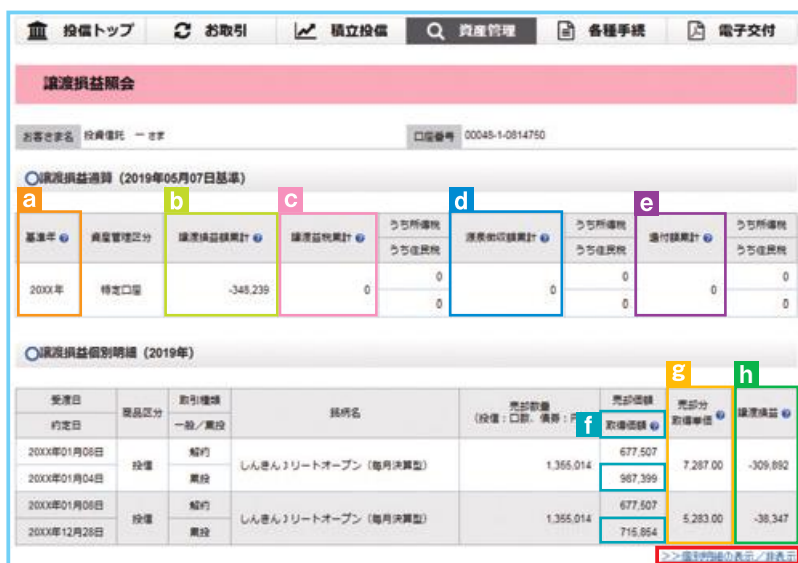 投信トップ お取引 積立投信 資産管理 各種手続 電子交付
譲渡損益照会
お客さま名 投資信託 一 さま 口座番号 00048-1-0814750
譲渡損益通算（2019年05月07日基準）
a b c d e
基準年 資産管理区分 譲渡損益額累計 譲渡益税累計 うち所得税 源泉徴収額累計 うち所得税 還付額累計 うち所得税
うち住民税 うち住民税 うち住民税
20XX年 特定口座 -348,239 0 0 0 0 0 0
0 0 0
譲渡損益個別明細（2019年）
g h
受渡日 商品区分 取引種類 銘柄名 売却数量 売却価額 売却分 譲渡損益
約定日 一般／累投 （投信：口数、債券：円 f 取得価額 取得単価
20XX年01月08日 投信 解約 しんきんＪリートオープン（毎月決算型） 1,355,014 677,507 7,287.00 -309,892
20XX年01月04日 累投 987,399
20XX年01月08日 投信 解約 しんきんＪリートオープン（毎月決算型） 1,355,014 677,507 5,283.00 -38,347
20XX年12月28日 累投 715,854
>>個別明細の表示／非表示